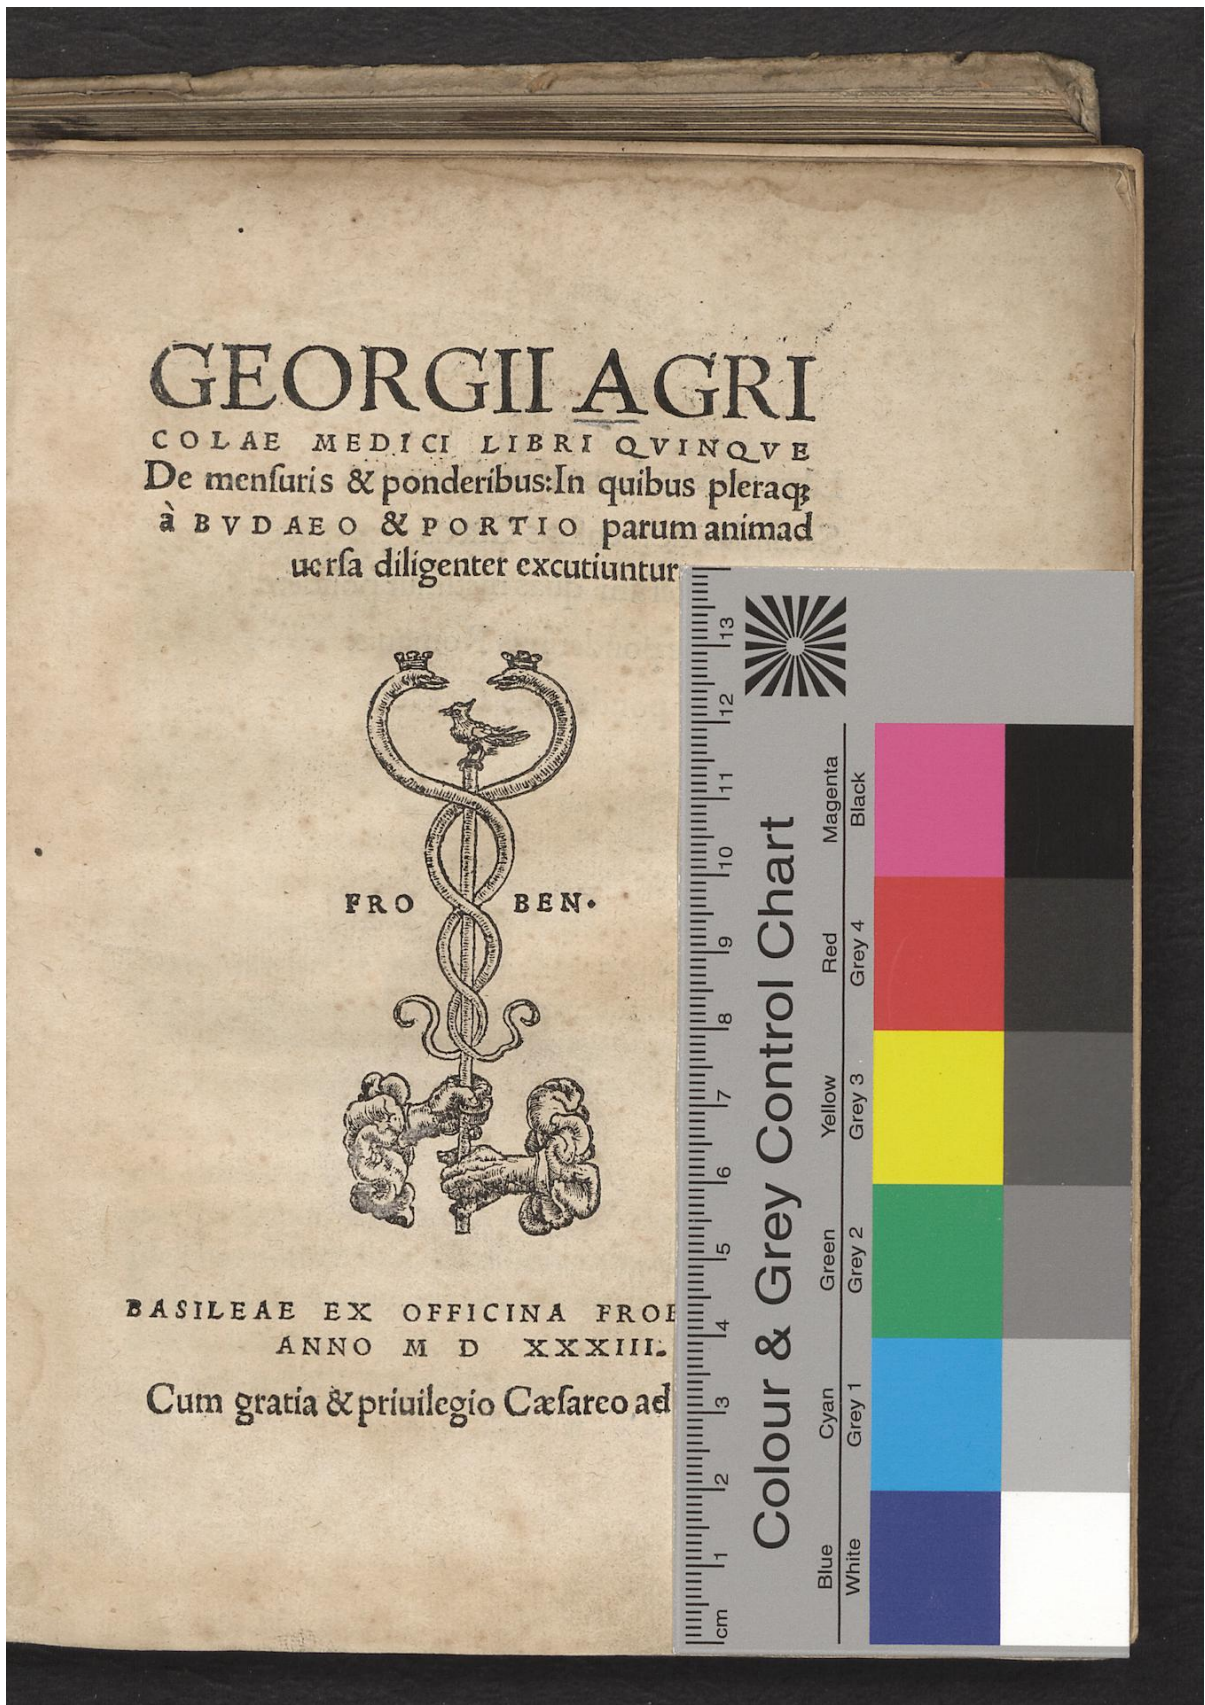 GEORGII AGRI
COLAE MEDICI LIBRI QVINQVE
De menſuris & ponderibus: In quibus pleraqꝫ
à BVDAEO & PORTIO parum animad
uerſa diligenter excutiuntur
FRO BEN·
BASILEAE EX OFFICINA
ANNO M D XXXIII.
Cum gratia & priuilegio Cæſareo ad
13
12
11
10
9
8
7
6
5
4
3
2
1
cm
Colour & Grey Control Chart
Blue Cyan Green Yellow Red Magenta
White Grey 1 Grey 2 Grey 3 Grey 4 Black